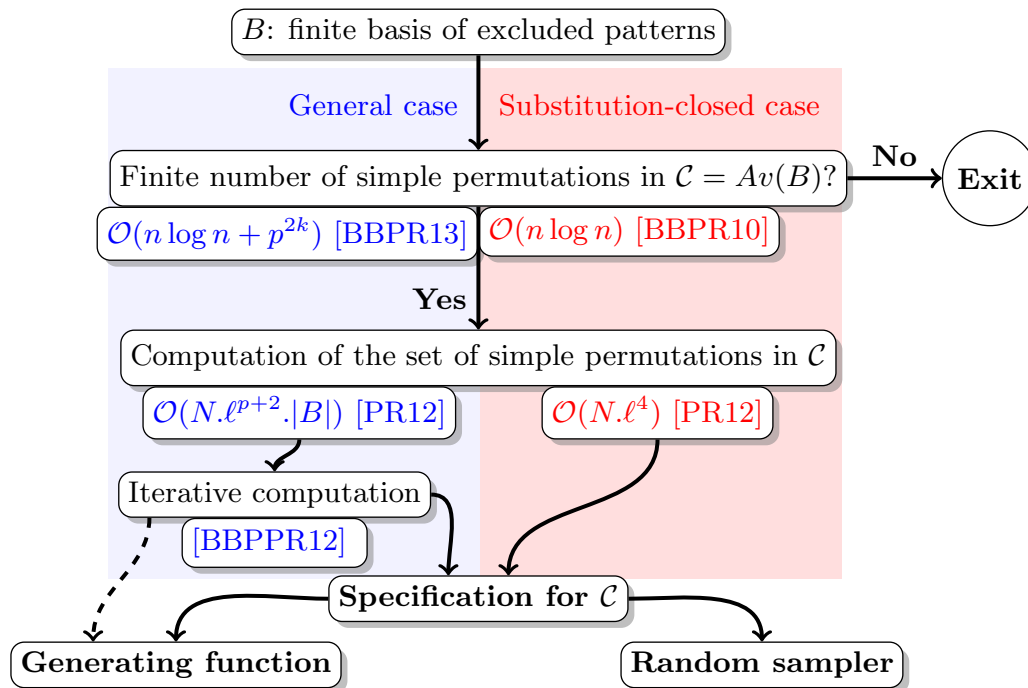 B: finite basis of excluded patterns
General case
Substitution-closed case
Finite number of simple permutations in 𝒞 = Av(B)?
No
Exit
𝒪(n log n + p^{2k}) [BBPR13]
𝒪(n log n) [BBPR10]
Yes
Computation of the set of simple permutations in 𝒞
𝒪(N.ℓ^{p+2}.|B|) [PR12]
𝒪(N.ℓ^4) [PR12]
Iterative computation
[BBPPR12]
Specification for 𝒞
Generating function
Random sampler